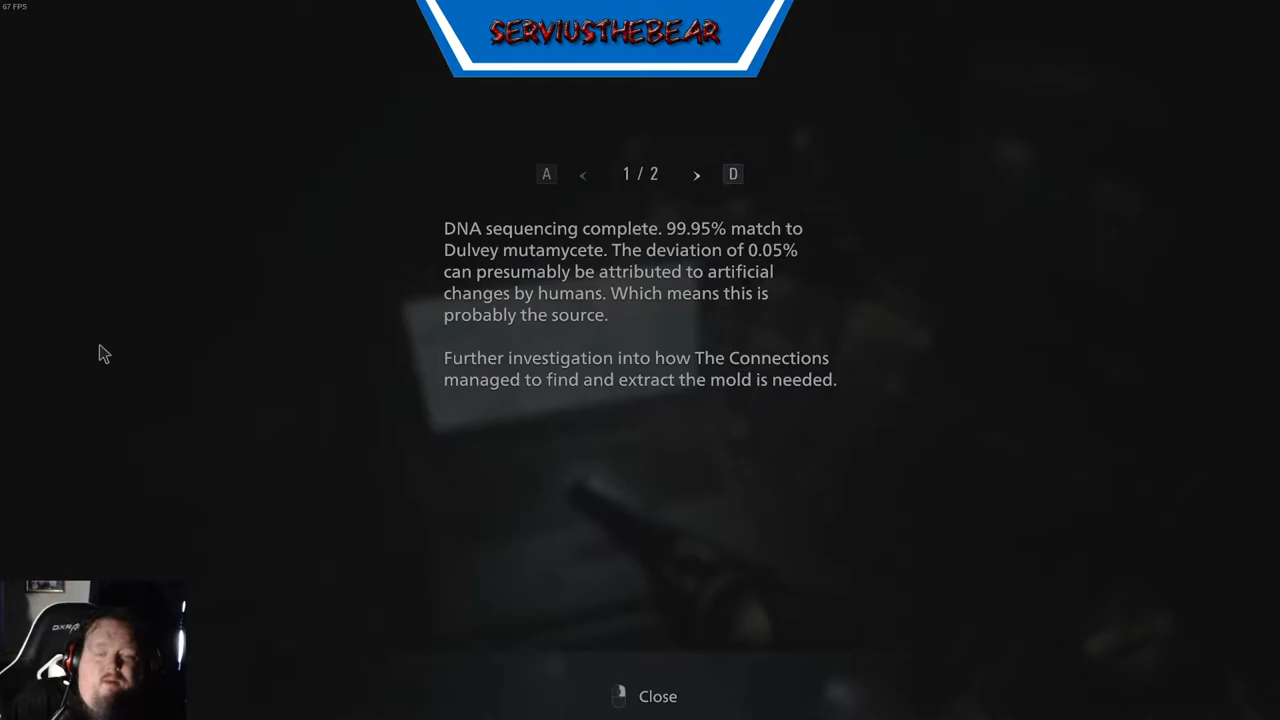 67 FPS
SERVIUSTHEBEAR
A < 1 / 2 > D
DNA sequencing complete. 99.95% match to
Dulvey mutamycete. The deviation of 0.05%
can presumably be attributed to artificial
changes by humans. Which means this is
probably the source.
Further investigation into how The Connections
managed to find and extract the mold is needed.
Close